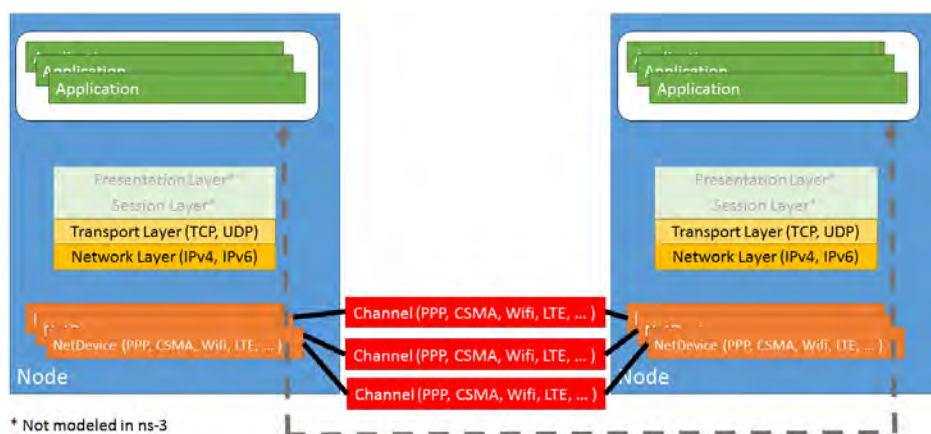 Application
Application
Presentation Layer*
Session Layer*
Transport Layer (TCP, UDP)
Network Layer (IPv4, IPv6)
NetDevice (PPP, CSMA, Wifi, LTE, ... )
Node
Channel (PPP, CSMA, Wifi, LTE, ... )
Channel (PPP, CSMA, Wifi, LTE, ... )
Channel (PPP, CSMA, Wifi, LTE, ... )
Application
Application
Presentation Layer*
Session Layer*
Transport Layer (TCP, UDP)
Network Layer (IPv4, IPv6)
NetDevice (PPP, CSMA, Wifi, LTE, ... )
Node
* Not modeled in ns-3